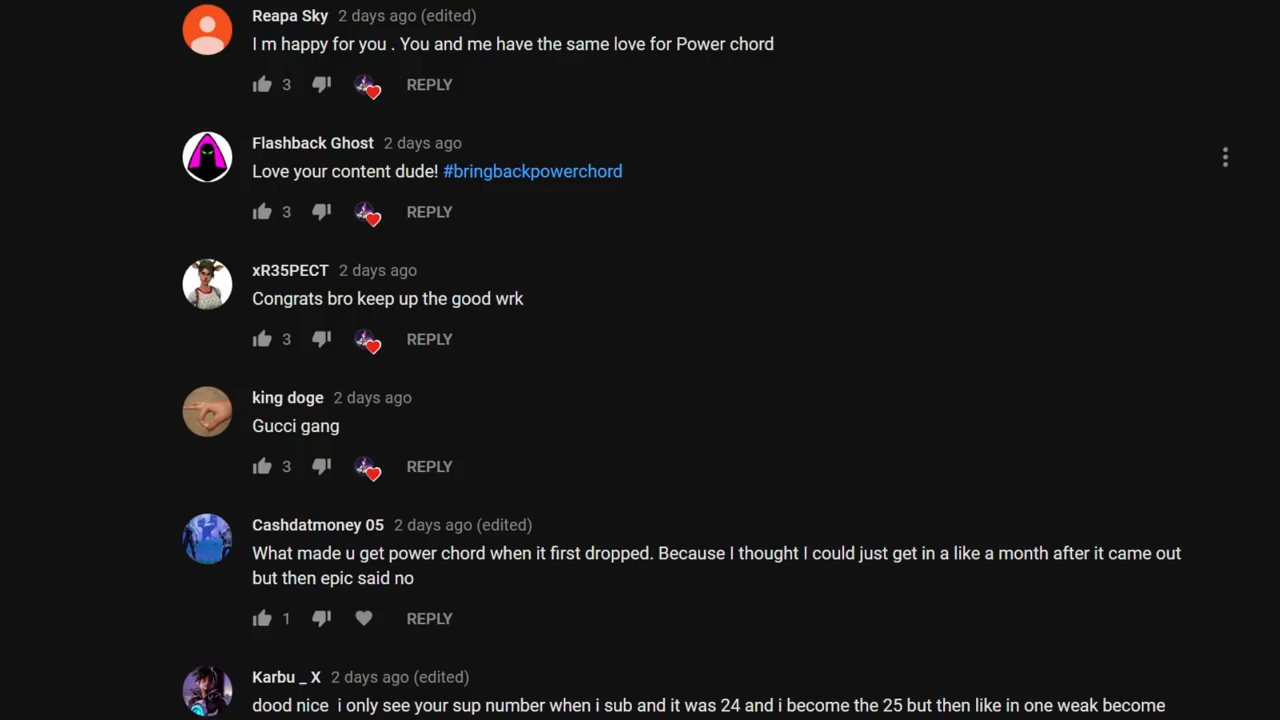 Reapa Sky 2 days ago (edited)
I m happy for you . You and me have the same love for Power chord
3 REPLY
Flashback Ghost 2 days ago
Love your content dude! #bringbackpowerchord
3 REPLY
xR35PECT 2 days ago
Congrats bro keep up the good wrk
3 REPLY
king doge 2 days ago
Gucci gang
3 REPLY
Cashdatmoney 05 2 days ago (edited)
What made u get power chord when it first dropped. Because I thought I could just get in a like a month after it came out
but then epic said no
1 REPLY
Karbu _ X 2 days ago (edited)
dood nice i only see your sup number when i sub and it was 24 and i become the 25 but then like in one weak become